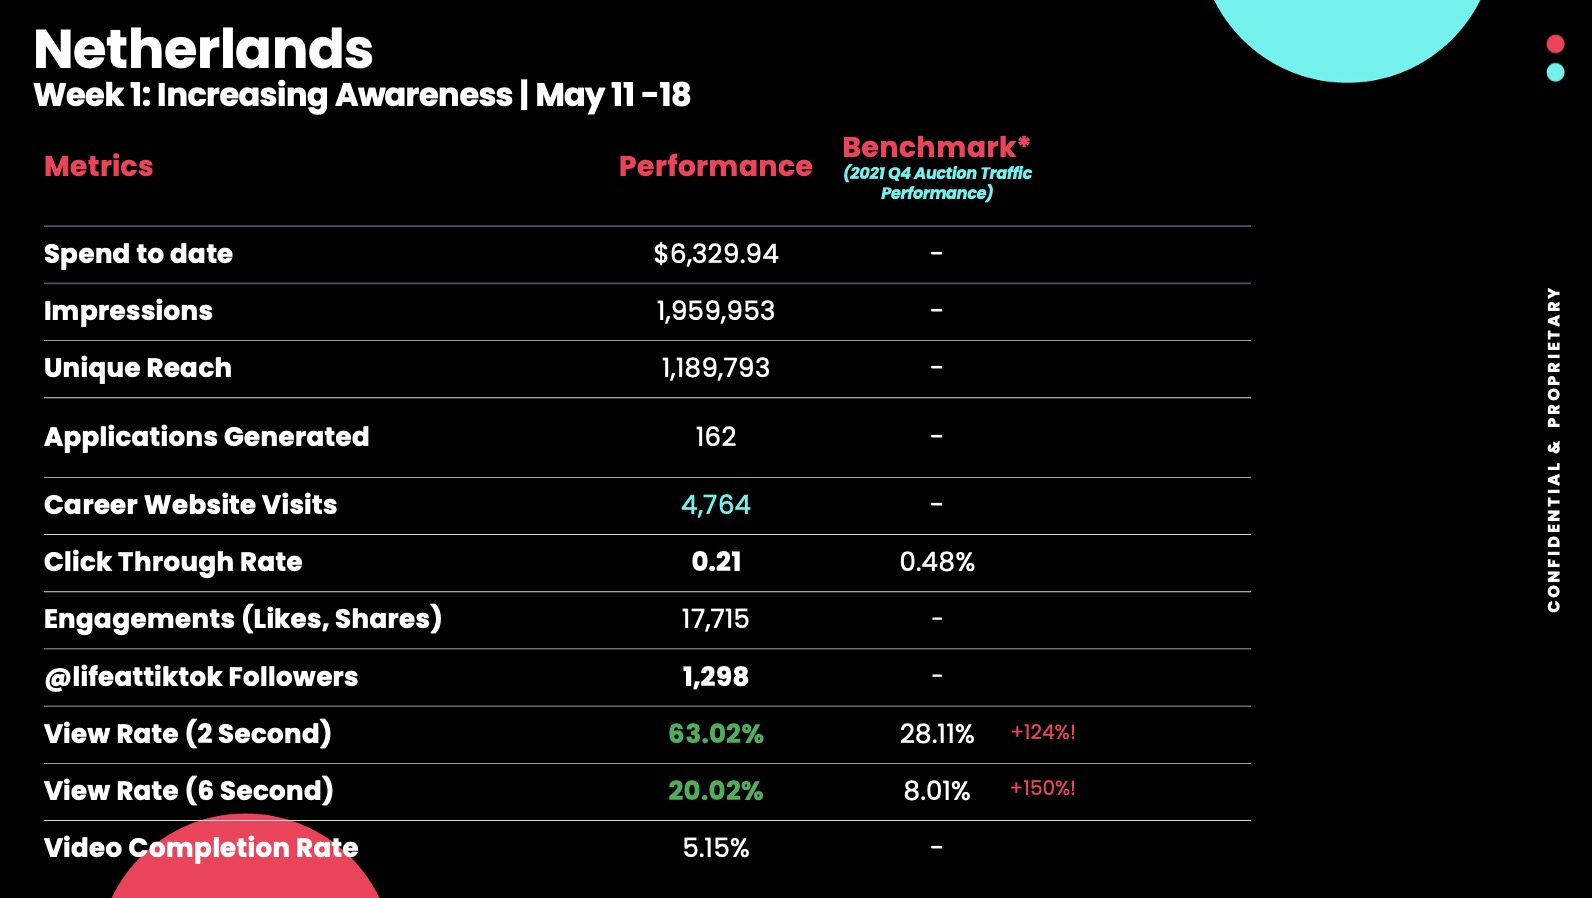 Netherlands
Week 1: Increasing Awareness | May 11 -18
Metrics Performance Benchmark*
(2021 Q4 Auction Traffic
Performance)
Spend to date $6,329.94 -
Impressions 1,959,953 -
Unique Reach 1,189,793 -
Applications Generated 162 -
Career Website Visits 4,764 -
Click Through Rate 0.21 0.48%
Engagements (Likes, Shares) 17,715 -
@lifeattiktok Followers 1,298 -
View Rate (2 Second) 63.02% 28.11% +124%!
View Rate (6 Second) 20.02% 8.01% +150%!
Video Completion Rate 5.15% -
CONFIDENTIAL & PROPRIETARY